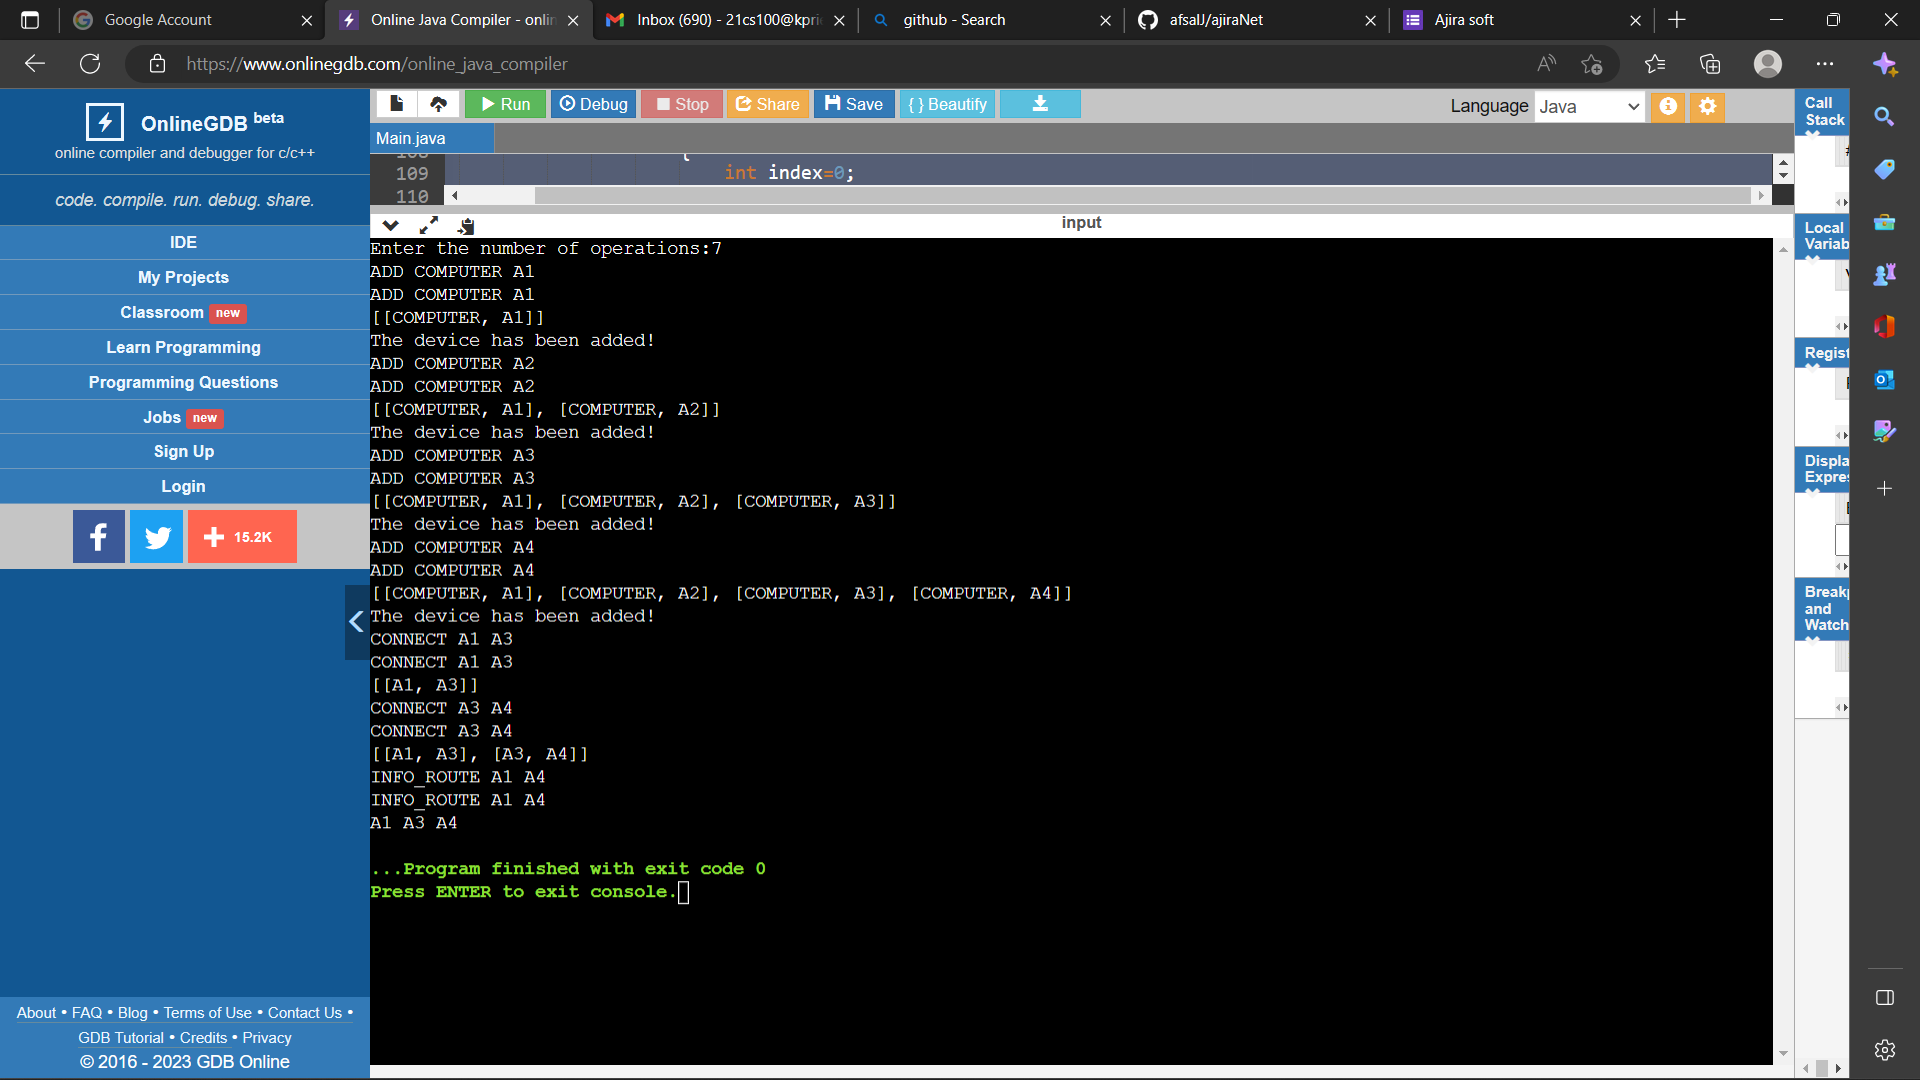 Google Account
Online Java Compiler - onlin
Inbox (690) - 21cs100@kpri
github - Search
afsalJ/ajiraNet
Ajira soft
https://www.onlinegdb.com/online_java_compiler
OnlineGDB beta
online compiler and debugger for c/c++
code. compile. run. debug. share.
IDE
My Projects
Classroom new
Learn Programming
Programming Questions
Jobs new
Sign Up
Login
15.2K
About • FAQ • Blog • Terms of Use • Contact Us •
GDB Tutorial • Credits • Privacy
© 2016 - 2023 GDB Online
Run Debug Stop Share Save { } Beautify
Language Java
Main.java
108 {
109 int index=0;
110
input
Enter the number of operations:7
ADD COMPUTER A1
ADD COMPUTER A1
[[COMPUTER, A1]]
The device has been added!
ADD COMPUTER A2
ADD COMPUTER A2
[[COMPUTER, A1], [COMPUTER, A2]]
The device has been added!
ADD COMPUTER A3
ADD COMPUTER A3
[[COMPUTER, A1], [COMPUTER, A2], [COMPUTER, A3]]
The device has been added!
ADD COMPUTER A4
ADD COMPUTER A4
[[COMPUTER, A1], [COMPUTER, A2], [COMPUTER, A3], [COMPUTER, A4]]
The device has been added!
CONNECT A1 A3
CONNECT A1 A3
[[A1, A3]]
CONNECT A3 A4
CONNECT A3 A4
[[A1, A3], [A3, A4]]
INFO_ROUTE A1 A4
INFO_ROUTE A1 A4
A1 A3 A4
...Program finished with exit code 0
Press ENTER to exit console.
Call
Stack
#
Local
Variab
Regist
Displa
Expre
Break
and
Watch